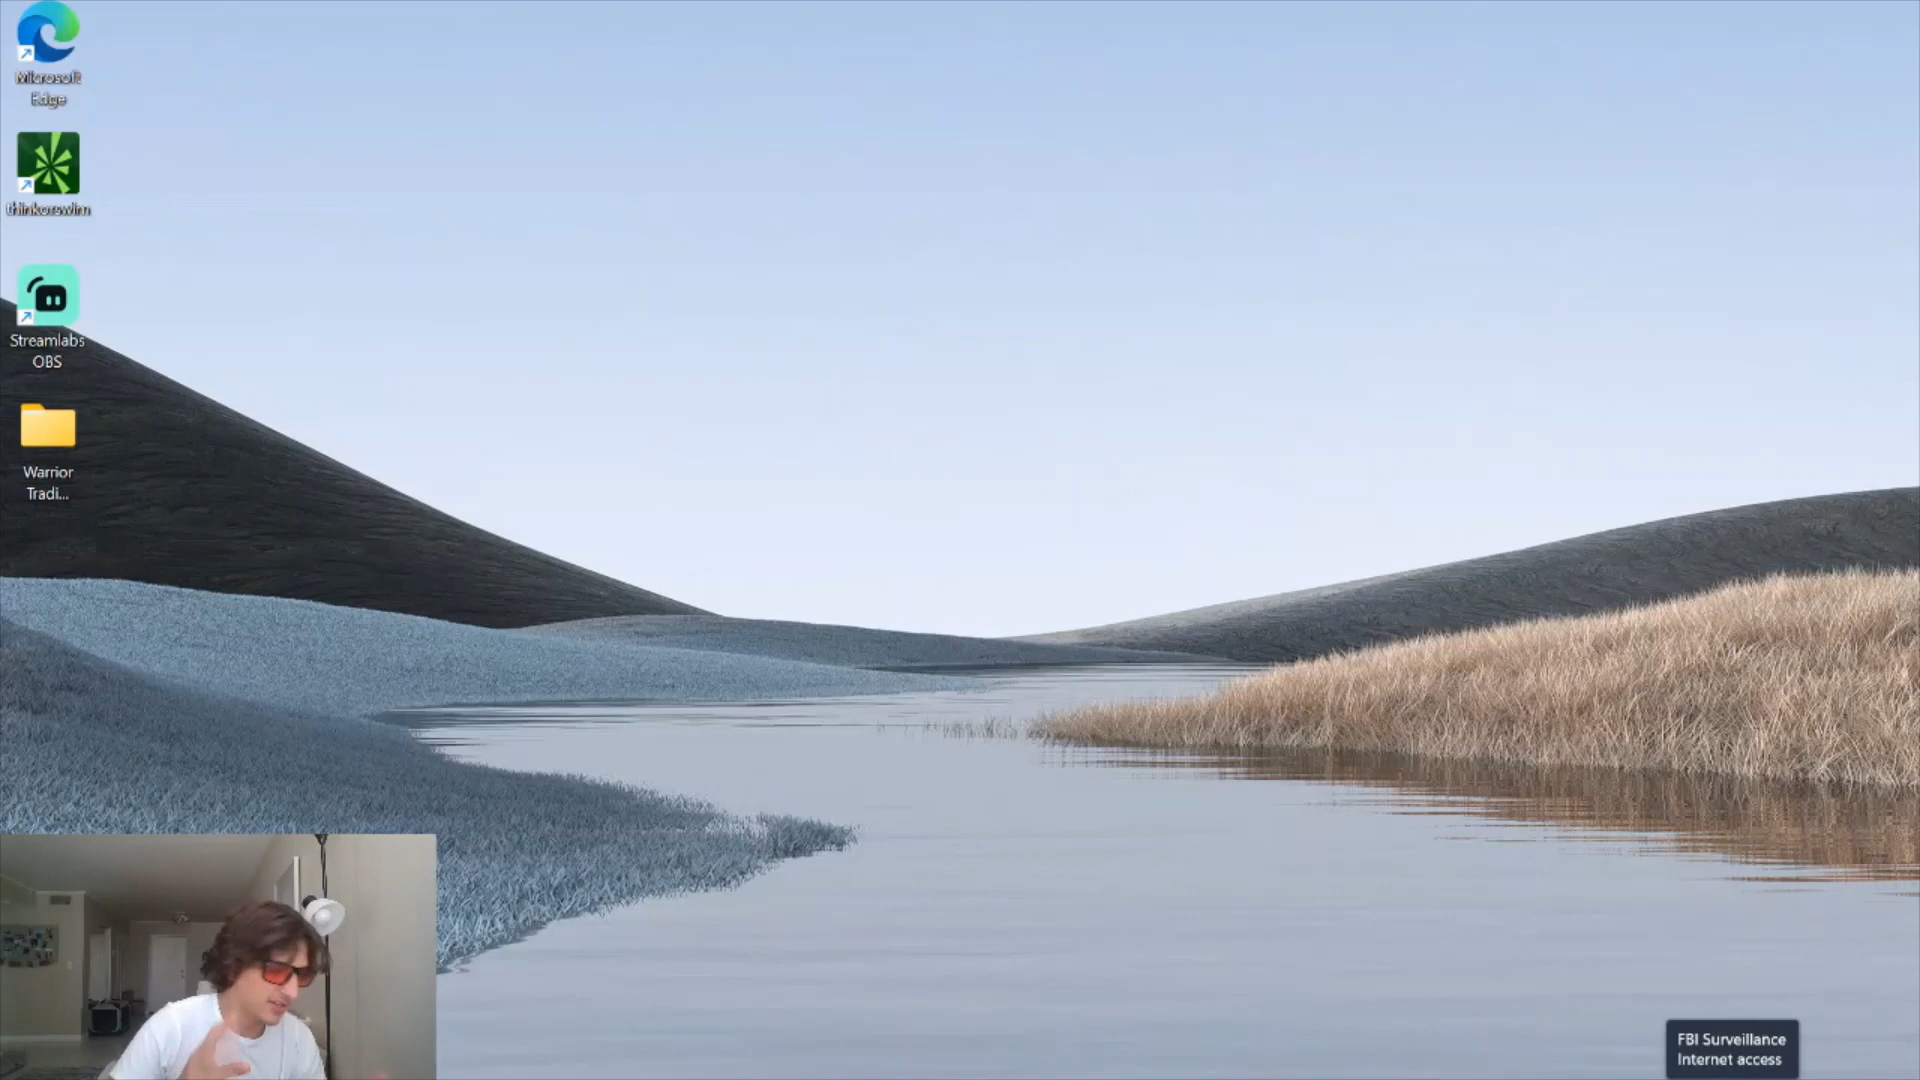 Microsoft
Edge
thinkorswim
Streamlabs
OBS
Warrior
Tradi...
FBI Surveillance
Internet access